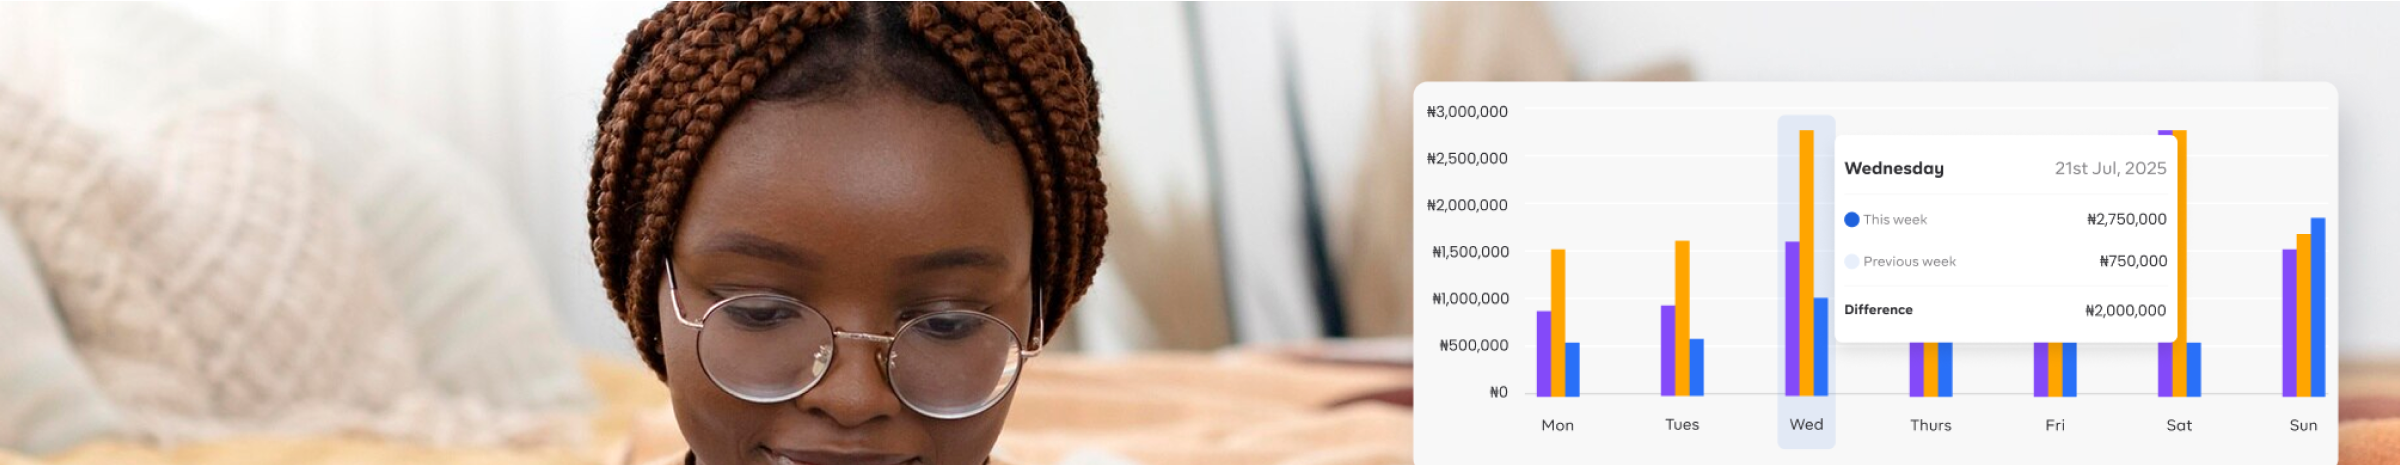 ₦3,000,000
₦2,500,000
₦2,000,000
₦1,500,000
₦1,000,000
₦500,000
₦0
Mon Tues Wed Thurs Fri Sat Sun
Wednesday 21st Jul, 2025
This week ₦2,750,000
Previous week ₦750,000
Difference ₦2,000,000